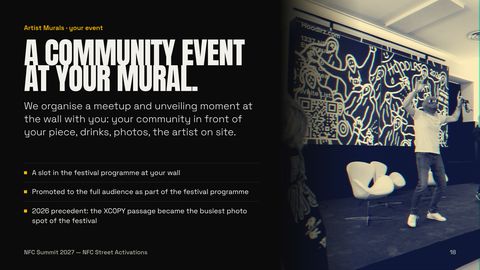 Artist Murals · your event
A COMMUNITY EVENT
AT YOUR MURAL.
We organise a meetup and unveiling moment at
the wall with you: your community in front of
your piece, drinks, photos, the artist on site.
A slot in the festival programme at your wall
Promoted to the full audience as part of the festival programme
2026 precedent: the XCOPY passage became the busiest photo
spot of the festival
NFC Summit 2027 — NFC Street Activations
18